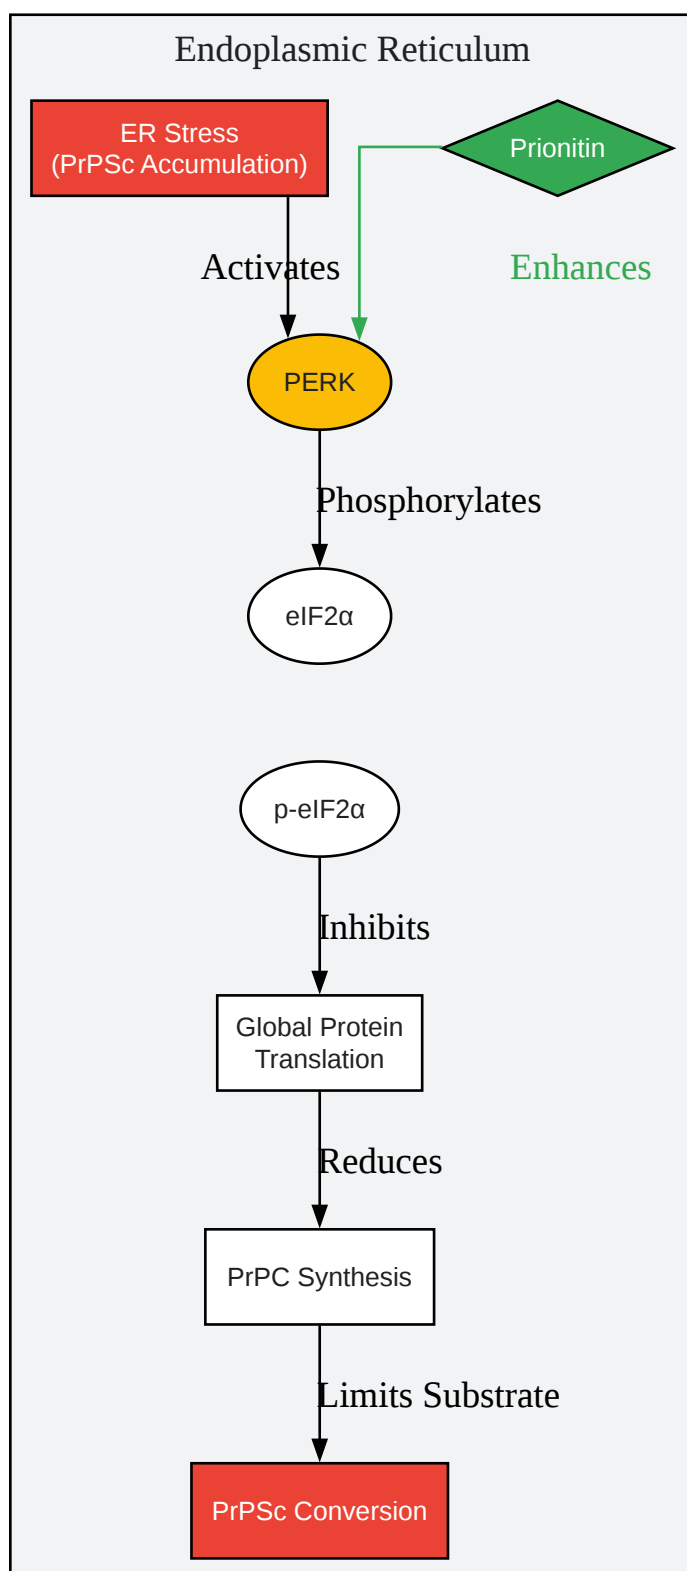 Endoplasmic Reticulum
ER Stress
(PrPSc Accumulation)
Prionitin
Activates
Enhances
PERK
Phosphorylates
eIF2α
p-eIF2α
Inhibits
Global Protein
Translation
Reduces
PrPC Synthesis
Limits Substrate
PrPSc Conversion